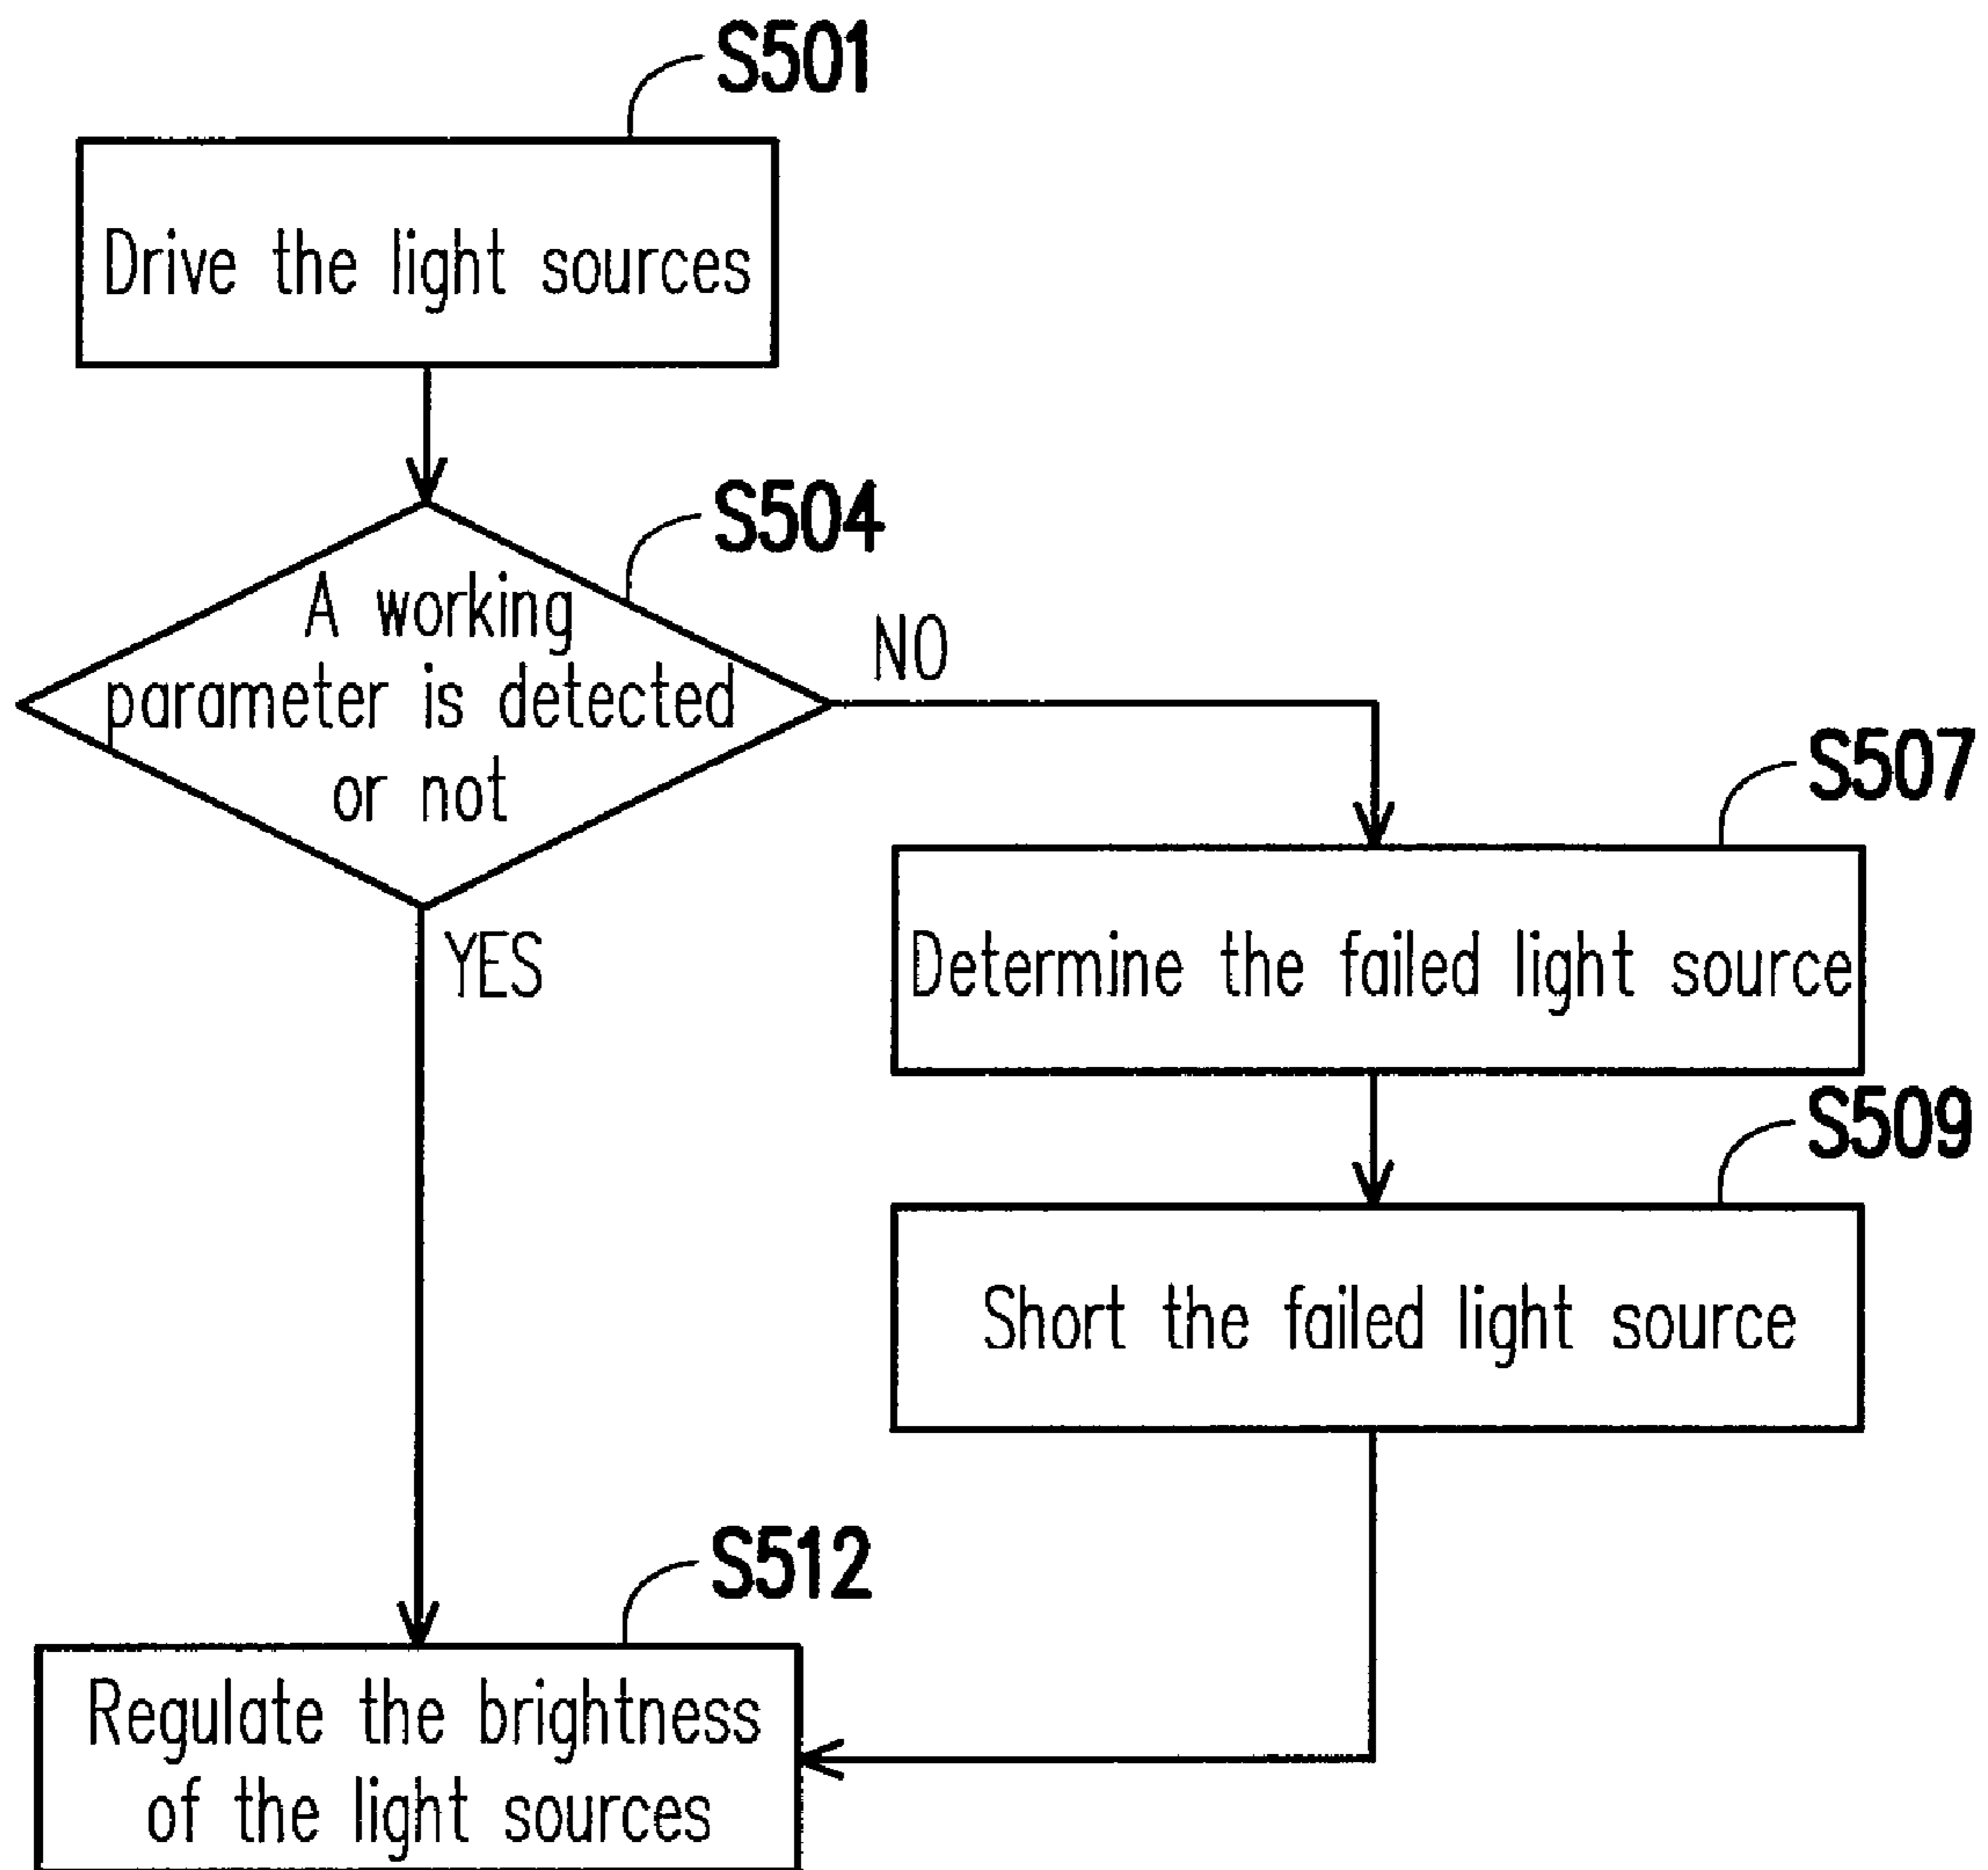 S501
Drive the light sources
S504
A working
parameter is detected
or not
NO
YES
S507
Determine the failed light source
S509
Short the failed light source
S512
Regulate the brightness
of the light sources